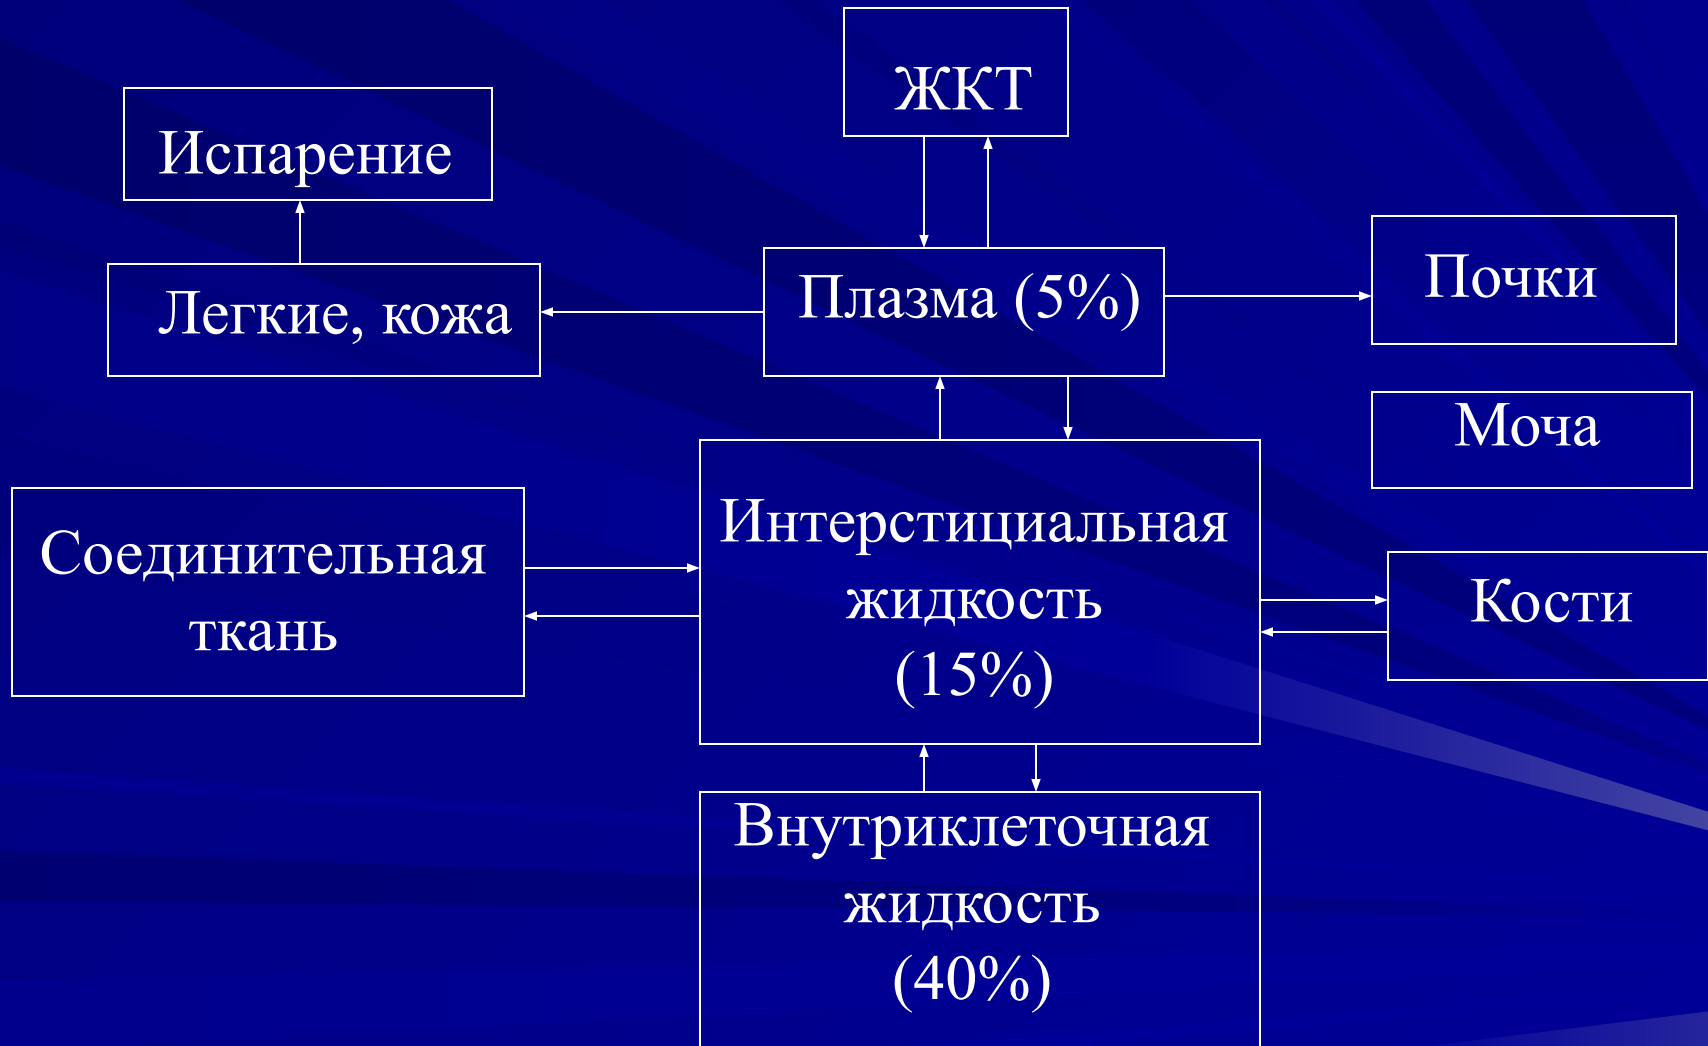 ЖКТ
Испарение
Легкие, кожа
Плазма (5%)
Почки
Моча
Соединительная
ткань
Интерстициальная
жидкость
(15%)
Кости
Внутриклеточная
жидкость
(40%)